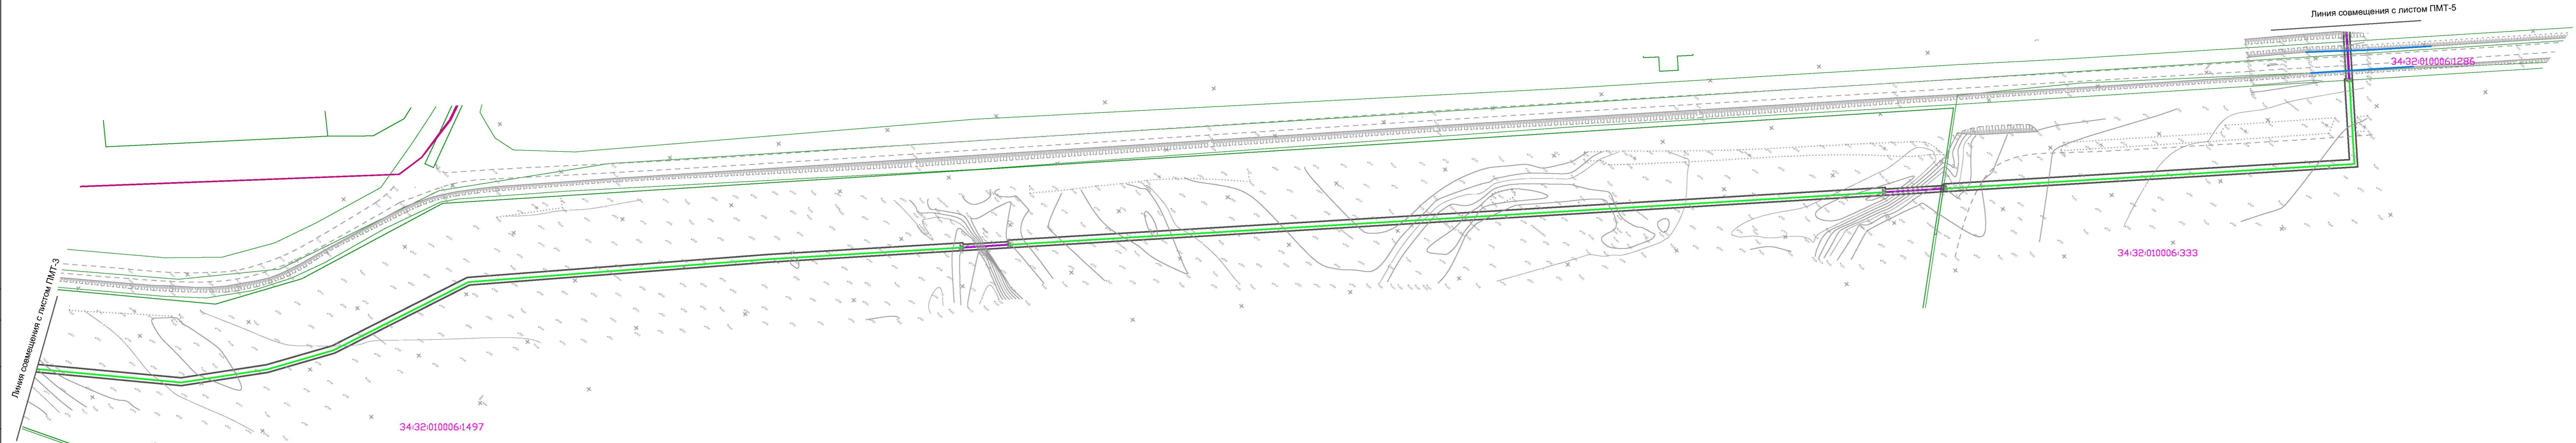 Линия совмещения с листом ПМТ-5
34:32:010006:1286
34:32:010006:333
Линия совмещения с листом ПМТ-3
34:32:010006:1497